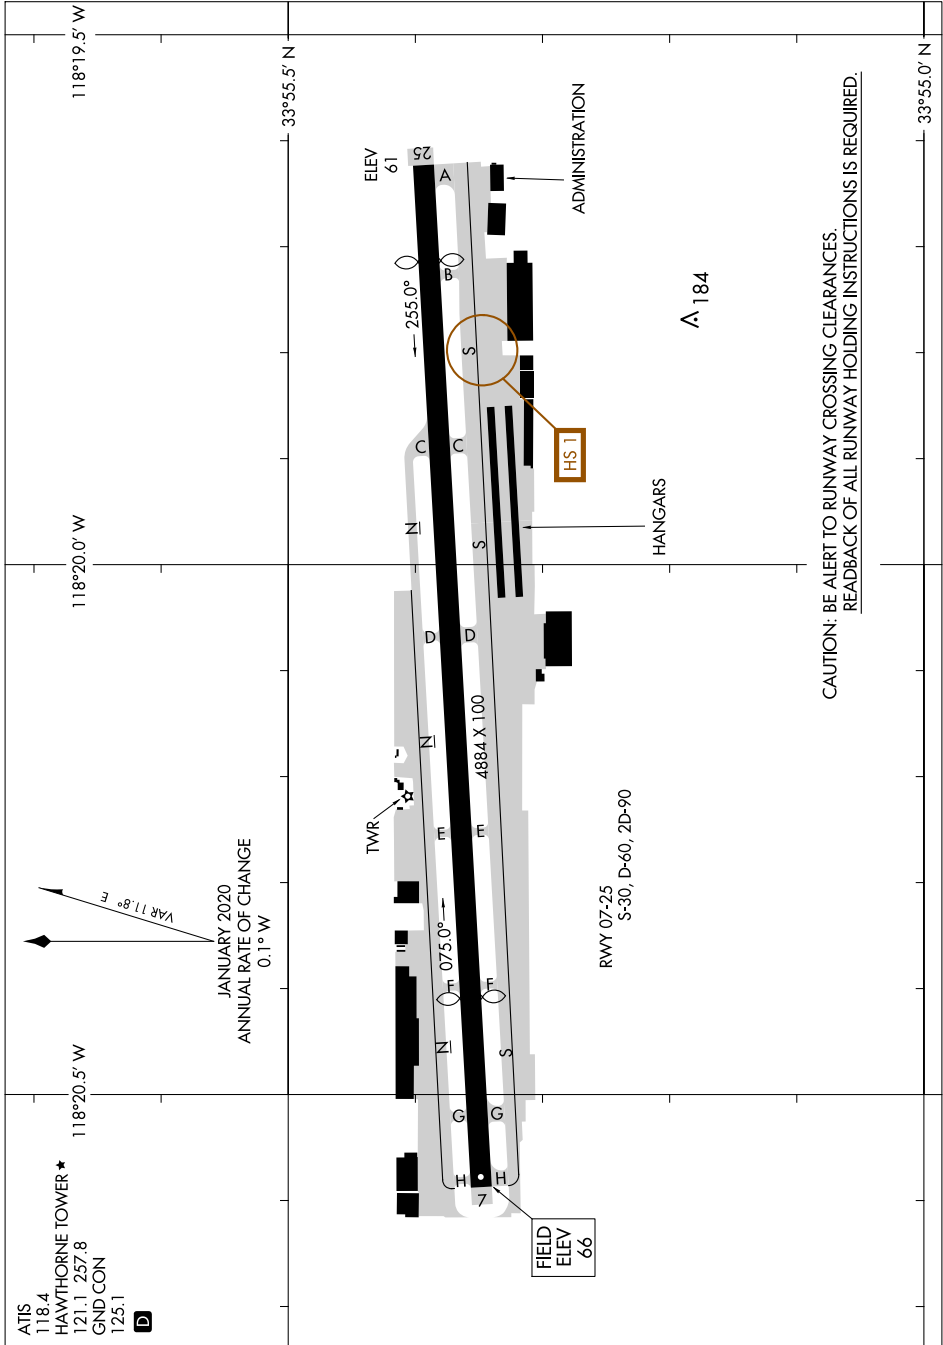 ATIS
118.4
HAWTHORNE TOWER
121.1 257.8
GND CON
125.1
D
118°20.5' W
118°20.0' W
118°19.5' W
33°55.5' N
33°55.0' N
VAR 11.8° E
JANUARY 2020
ANNUAL RATE OF CHANGE
0.1° W
TWR
ELEV
61
25
A
B
255.0°
C
C
N
N
N
D
D
E
E
F
F
G
G
H
H
S
S
S
075.0°
4884 X 100
7
FIELD
ELEV
66
HS 1
HANGARS
ADMINISTRATION
184
RWY 07-25
S-30, D-60, 2D-90
CAUTION: BE ALERT TO RUNWAY CROSSING CLEARANCES.
READBACK OF ALL RUNWAY HOLDING INSTRUCTIONS IS REQUIRED.